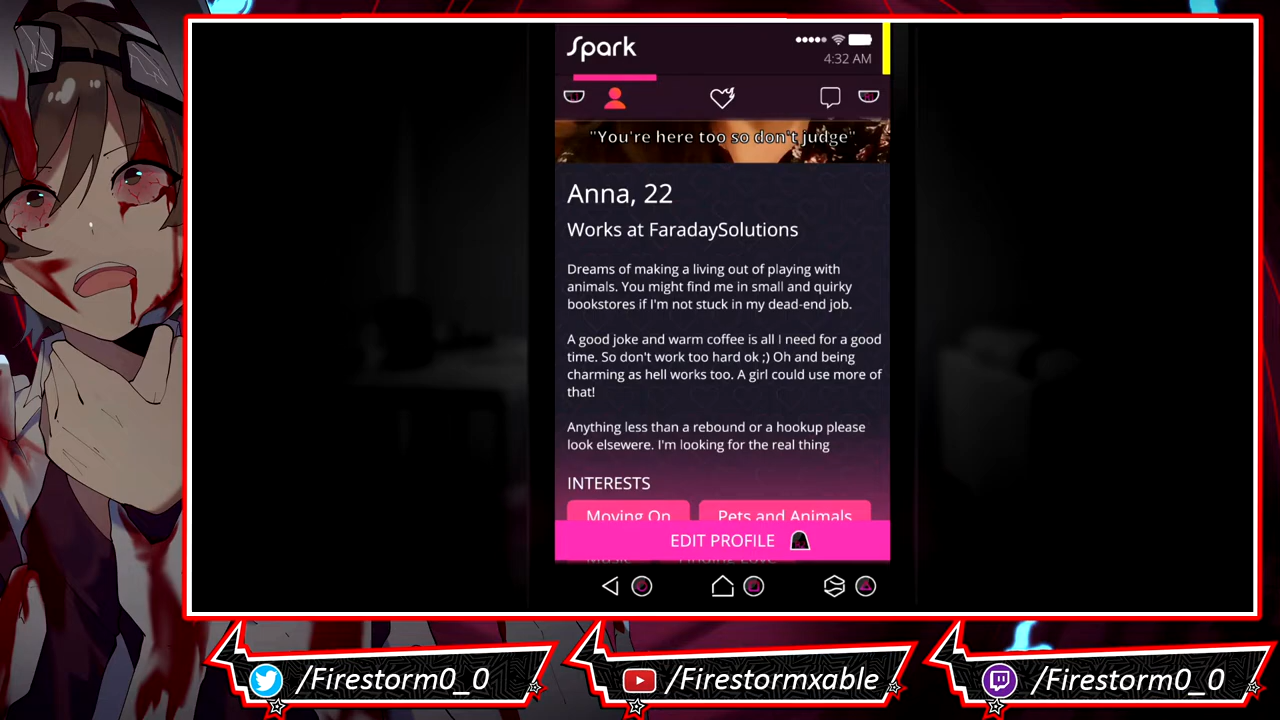 Spark
4:32 AM
"You're here too so don't judge"
Anna, 22
Works at FaradaySolutions
Dreams of making a living out of playing with
animals. You might find me in small and quirky
bookstores if I'm not stuck in my dead-end job.
A good joke and warm coffee is all I need for a good
time. So don't work too hard ok ;) Oh and being
charming as hell works too. A girl could use more of
that!
Anything less than a rebound or a hookup please
look elsewere. I'm looking for the real thing
INTERESTS
Moving On
Pets and Animals
EDIT PROFILE
Music
Finding Love
/Firestorm0_0
/Firestormxable
/Firestorm0_0